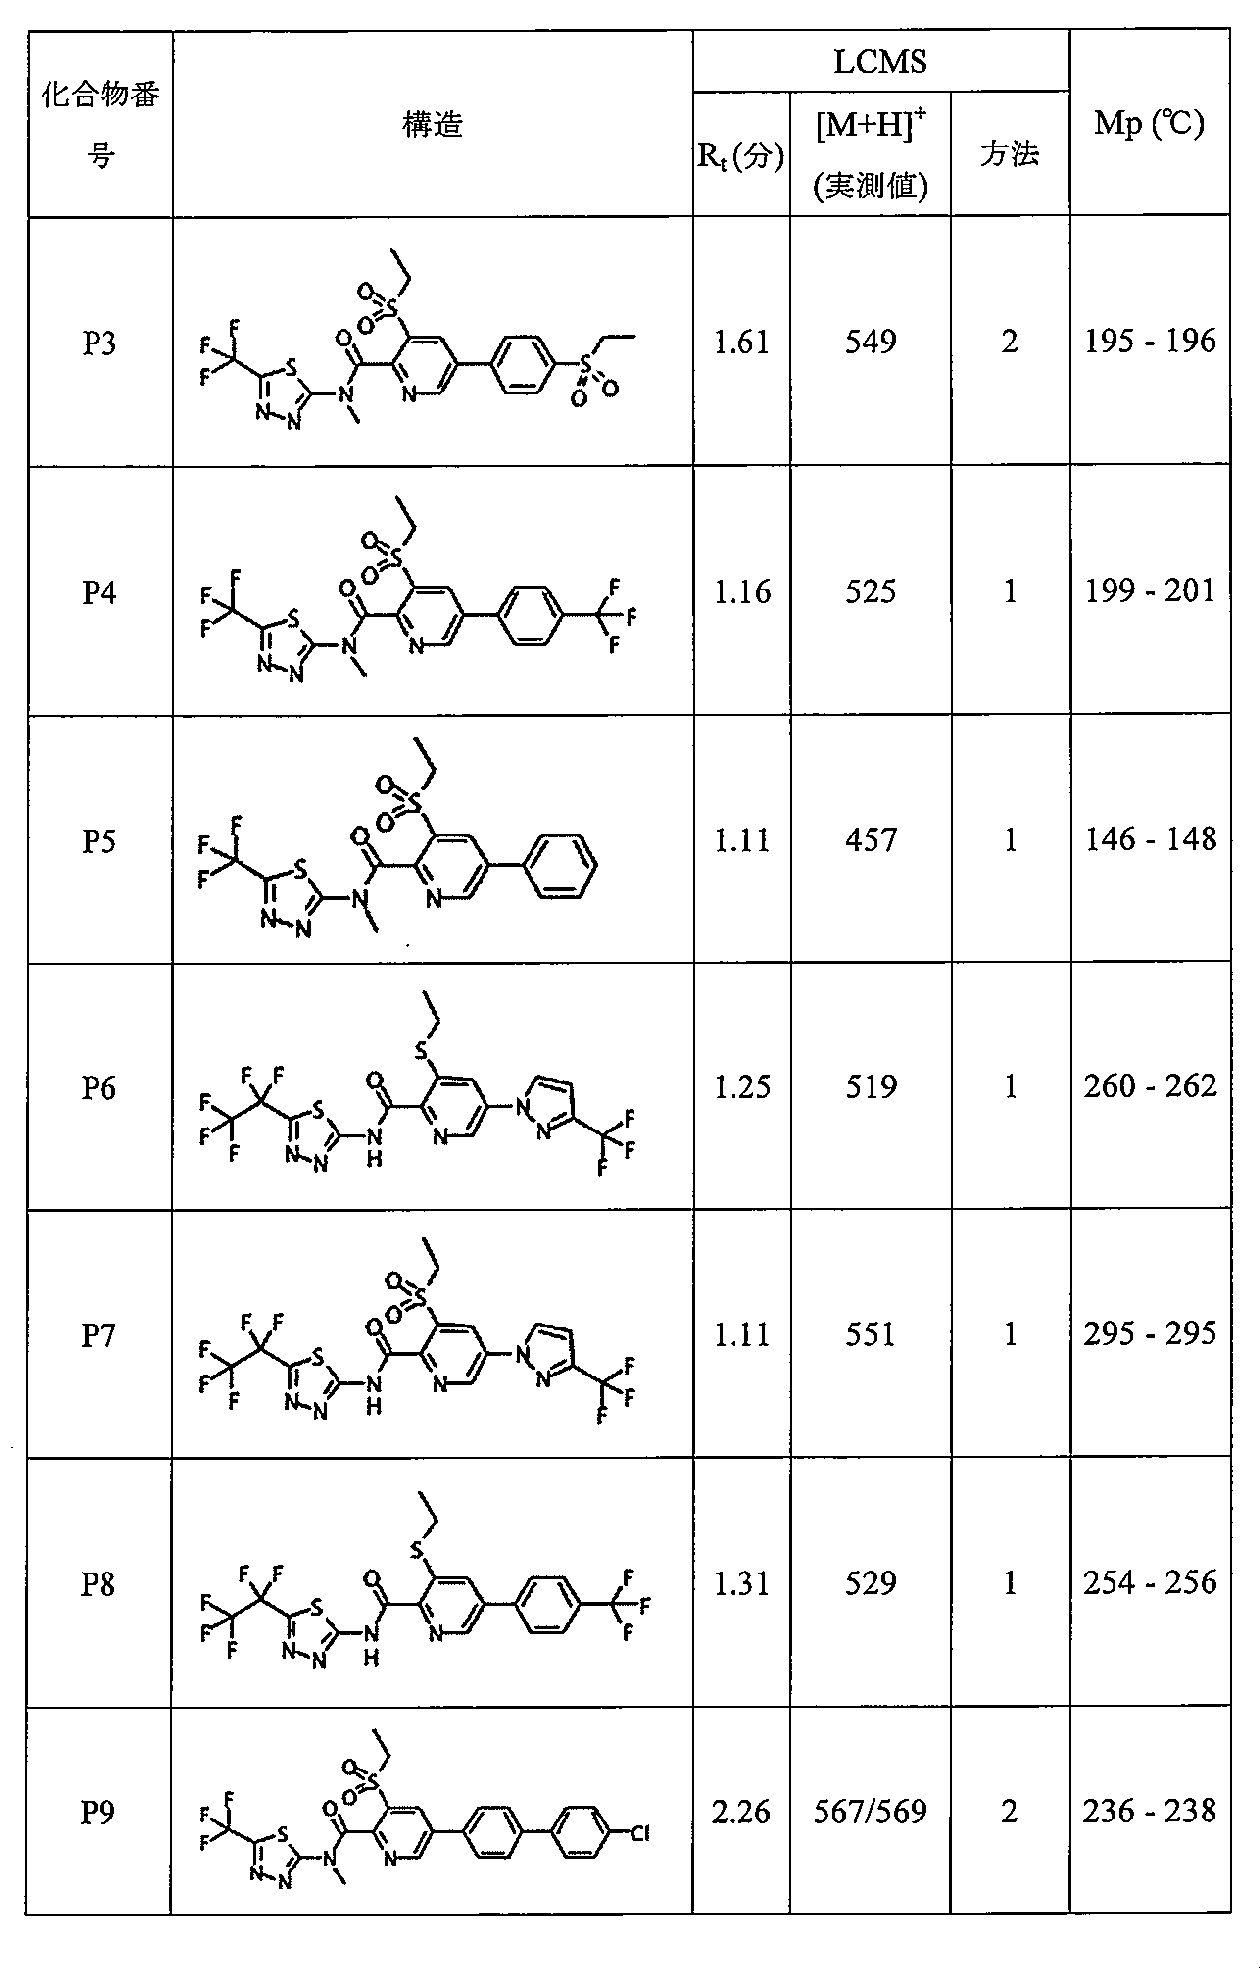 化合物番号
構造
LCMS
Rt(分)
[M+H]+
(実測値)
方法
Mp (℃)
P3
F F F S N N N O O O S N S O O
1.61
549
2
195 - 196
P4
F F F S N N N O O O S N F F F
1.16
525
1
199 - 201
P5
F F F S N N N O O O S N
1.11
457
1
146 - 148
P6
F F F F F S N N N H O S N N N F F F
1.25
519
1
260 - 262
P7
F F F F F S N N N H O O O S N N N F F F
1.11
551
1
295 - 295
P8
F F F F F S N N N H O S N F F F
1.31
529
1
254 - 256
P9
F F F S N N N O O O S N Cl
2.26
567/569
2
236 - 238